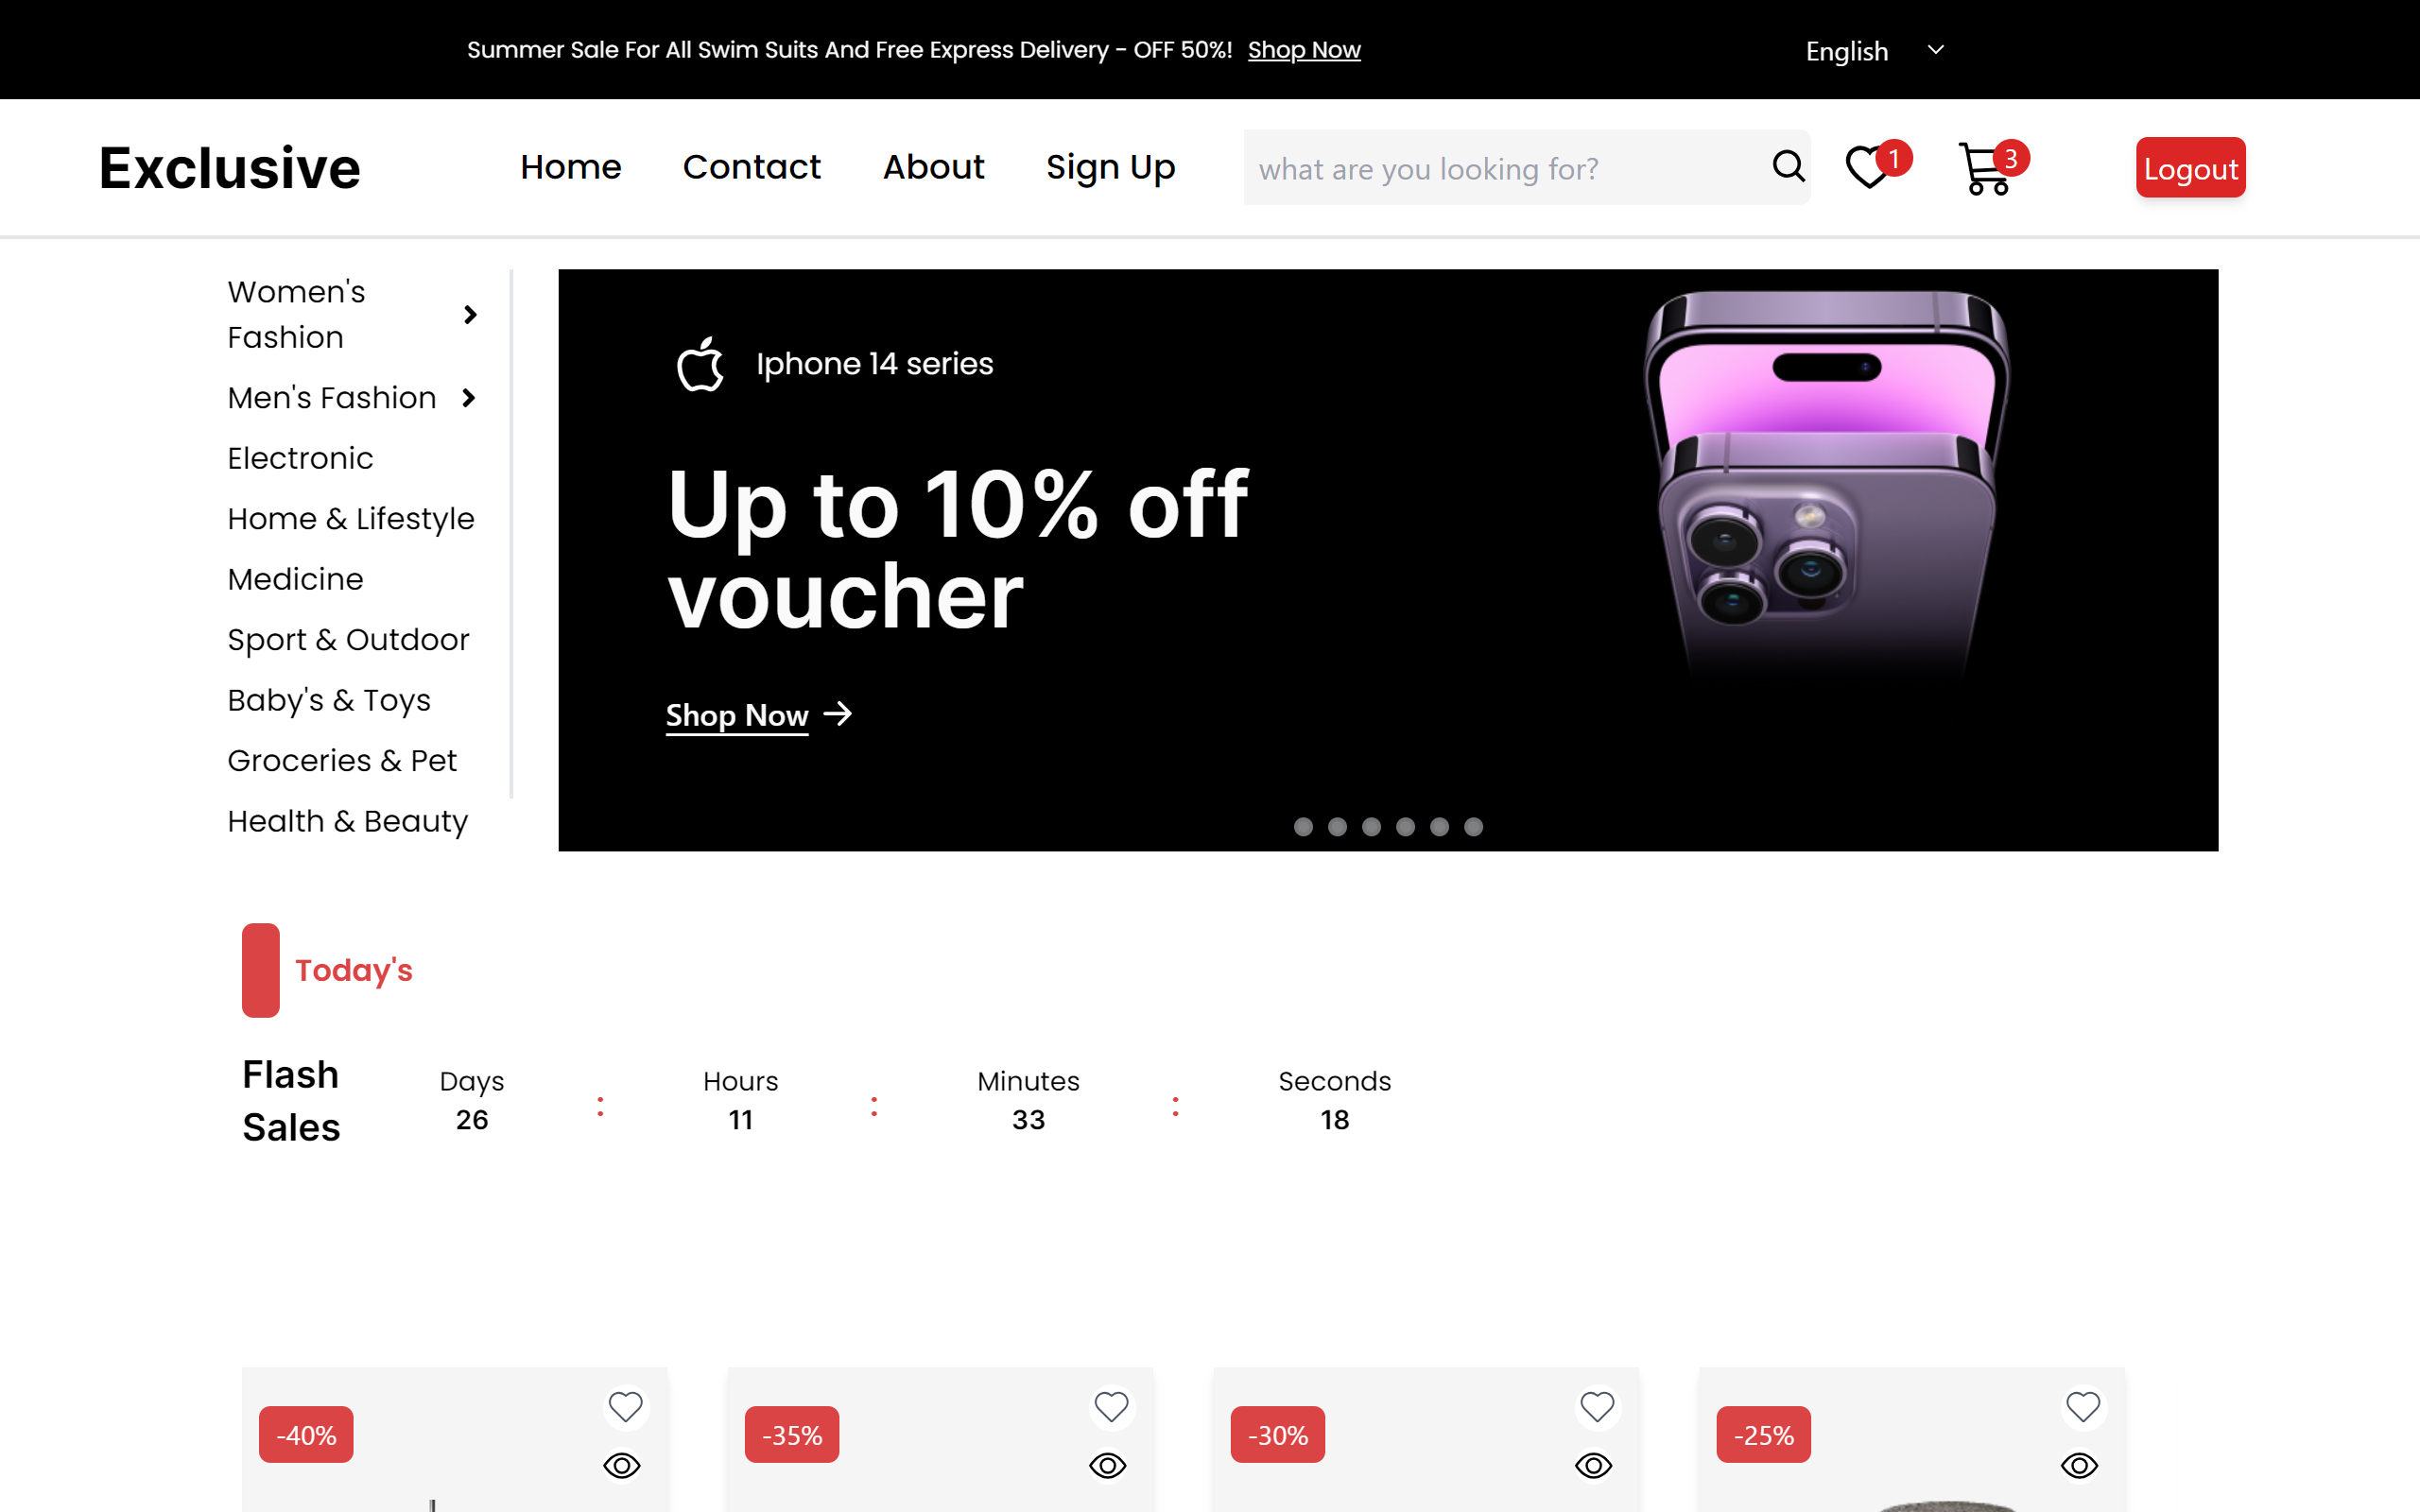 Summer Sale For All Swim Suits And Free Express Delivery - OFF 50%! Shop Now
English
Exclusive
Home
Contact
About
Sign Up
what are you looking for?
1
3
Logout
Women's
Fashion
Men's Fashion
Electronic
Home & Lifestyle
Medicine
Sport & Outdoor
Baby's & Toys
Groceries & Pet
Health & Beauty
Iphone 14 series
Up to 10% off
voucher
Shop Now
Today's
Flash
Sales
Days
26
:
Hours
11
:
Minutes
33
:
Seconds
18
-40%
-35%
-30%
-25%